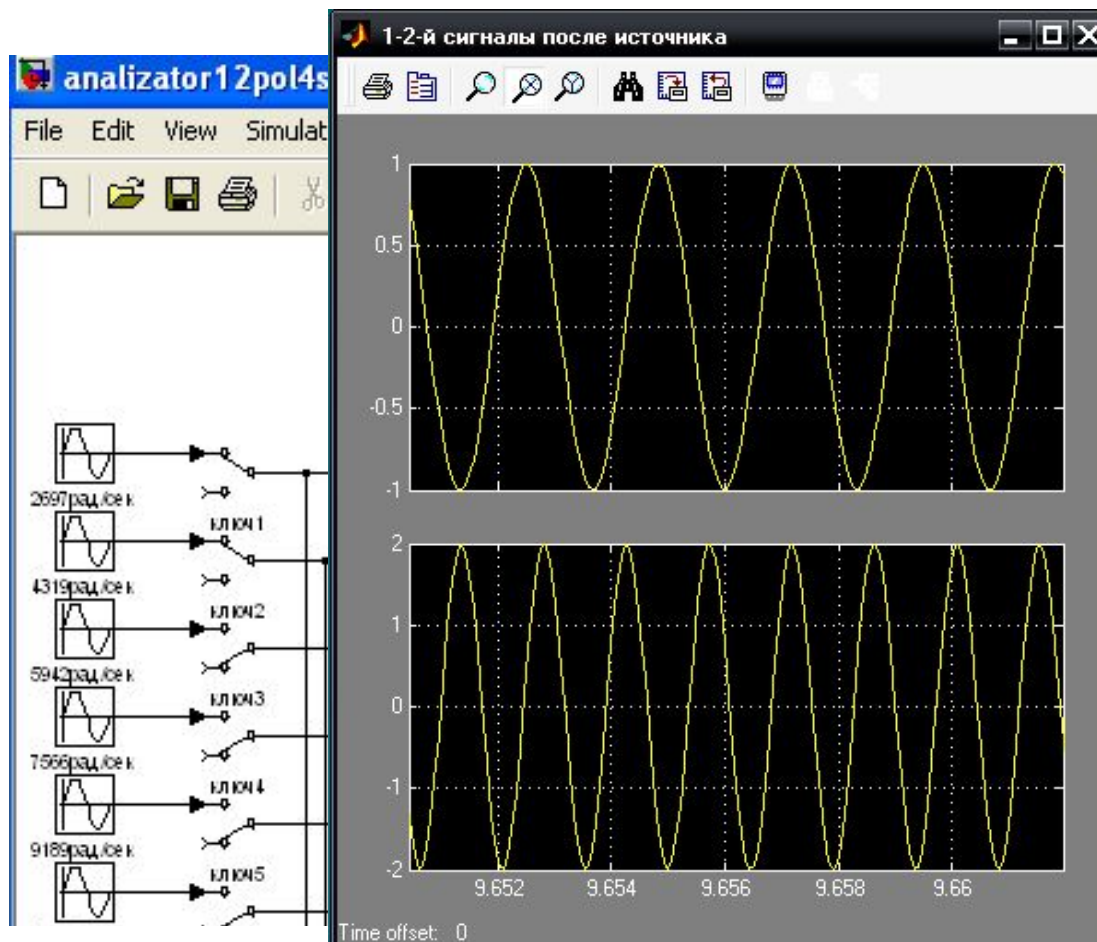 analizator12pol4s
File Edit View Simulat
2697рад/сек
ключ1
4319рад/сек
ключ2
5942рад/сек
ключ3
7566рад/сек
ключ4
9189рад/сек
ключ5
1-2-й сигналы после источника
1
0.5
0
-0.5
-1
2
1
0
-1
-2
9.652 9.654 9.656 9.658 9.66
Time offset: 0